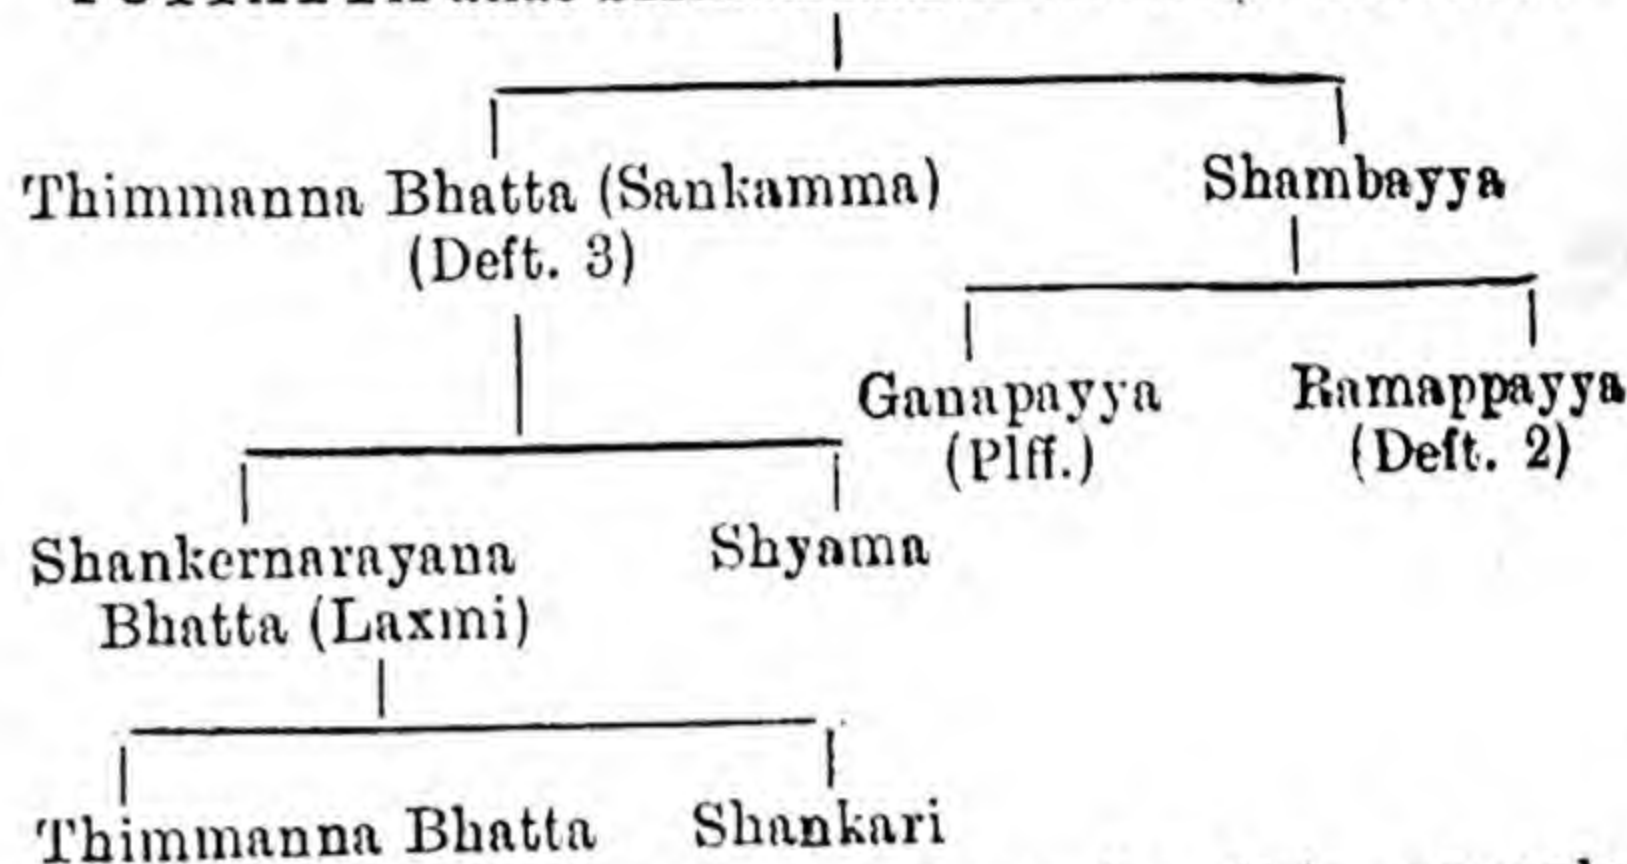 Thimmanna Bhatta (Sankamma) Shambayya
(Deft. 3)
Ganapayya Ramappayya
(Plff.) (Deft. 2)
Shankernarayana Shyama
Bhatta (Laxmi)
Thimmanna Bhatta Shankari